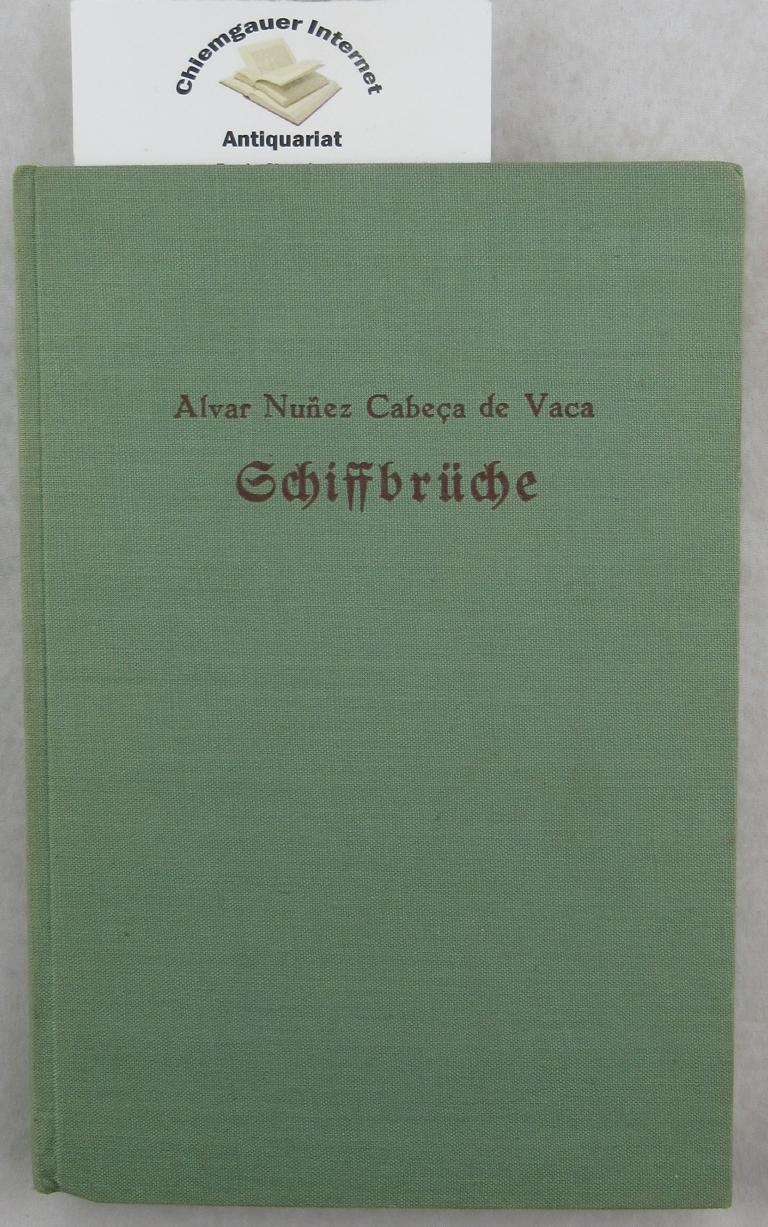 Chiemgauer Internet
Antiquariat
Alvar Nuñez Cabeça de Vaca
Schiffbrüche